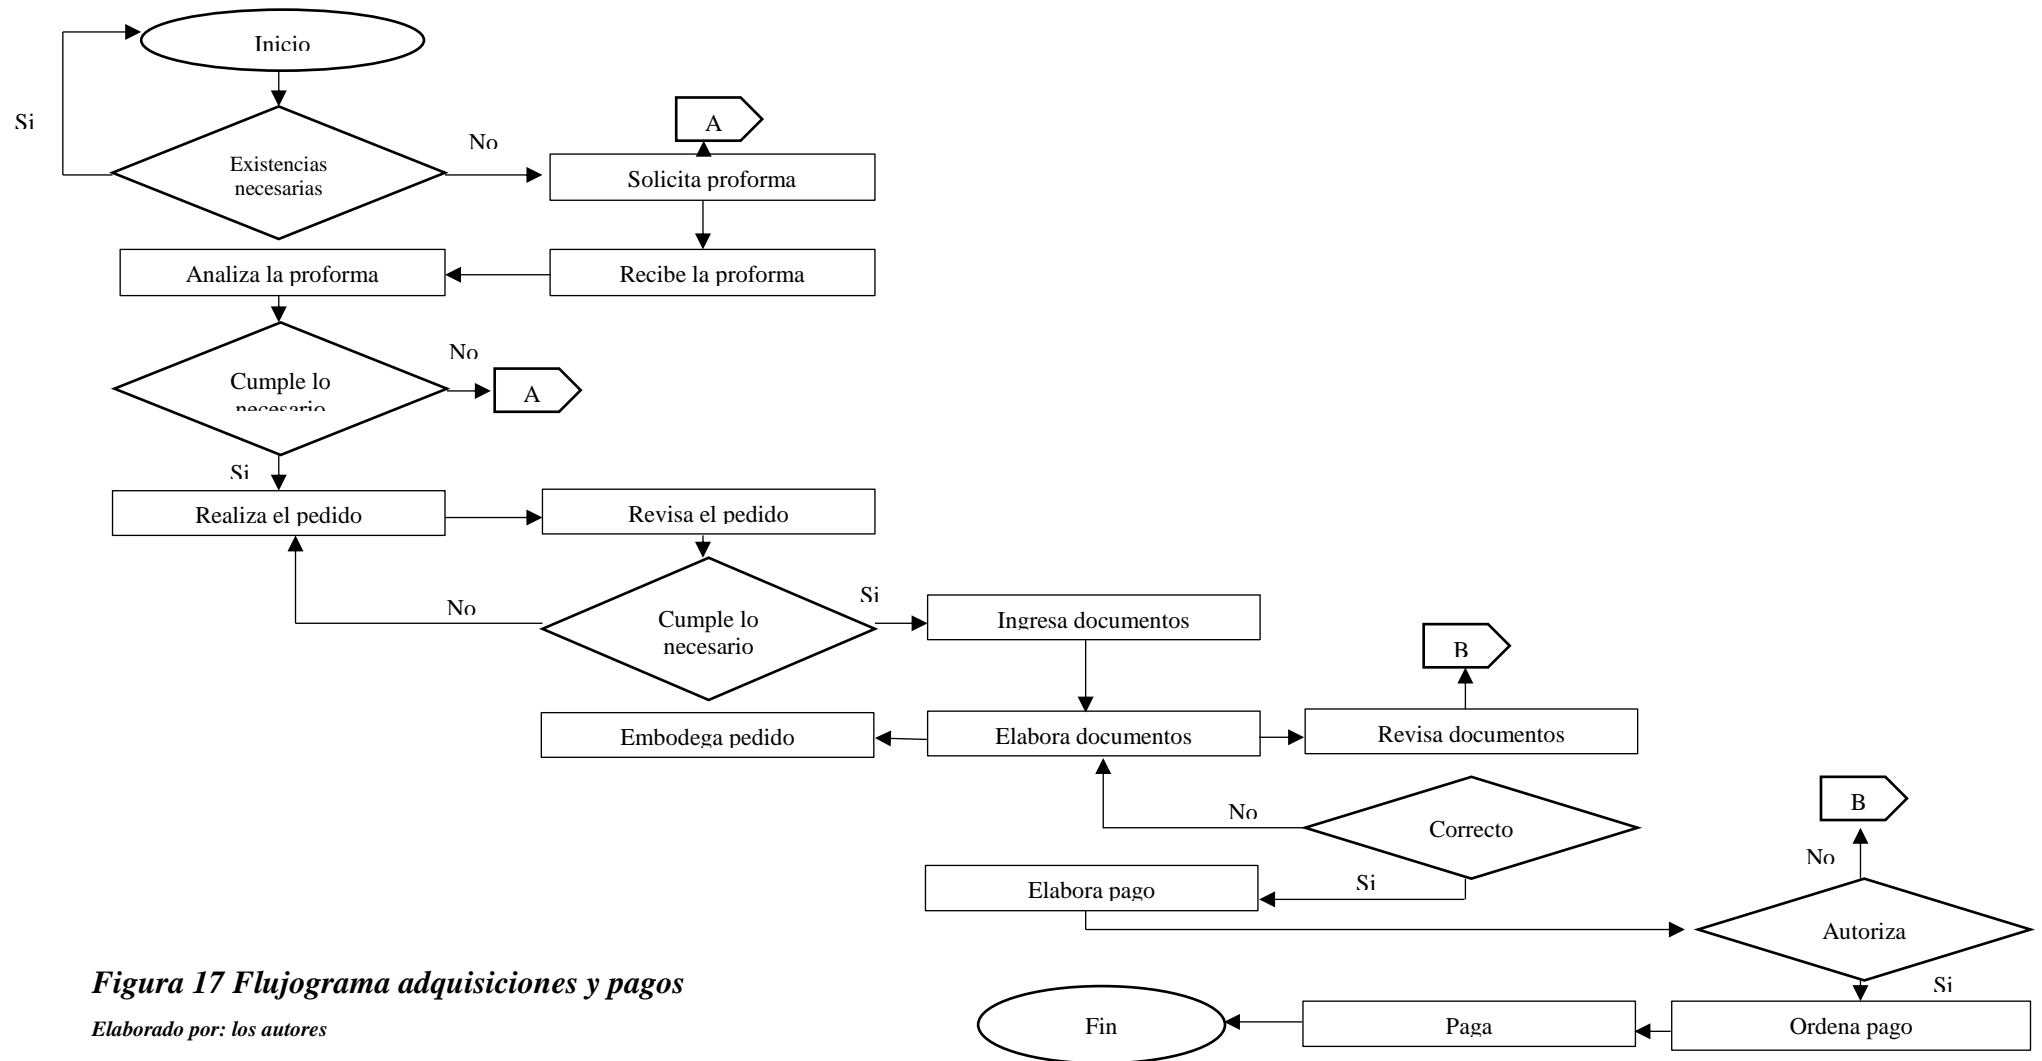 Inicio
Si
A
No
Existencias
necesarias
Solicita proforma
Analiza la proforma
Recibe la proforma
No
Cumple lo
necesario
A
Si
Realiza el pedido
Revisa el pedido
No
Cumple lo
necesario
Si
Ingresa documentos
B
Embodega pedido
Elabora documentos
Revisa documentos
No
Correcto
B
Elabora pago
Si
No
Autoriza
Figura 17 Flujograma adquisiciones y pagos
Si
Elaborado por: los autores
Fin
Paga
Ordena pago